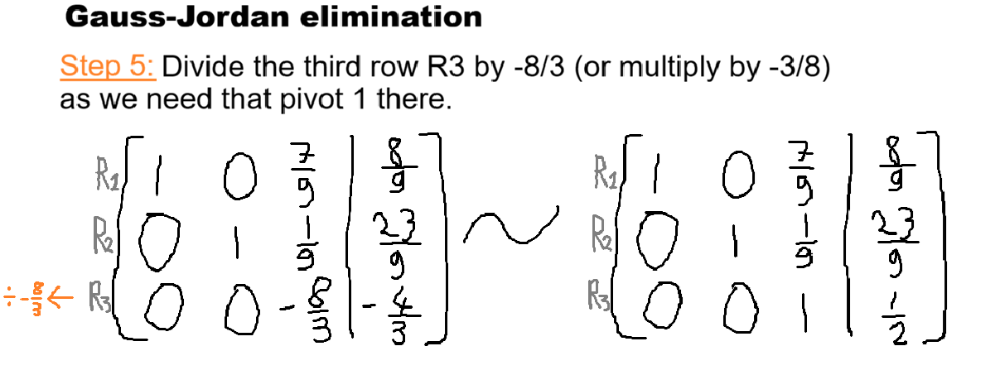 Gauss-Jordan elimination
Step 5: Divide the third row R3 by -8/3 (or multiply by -3/8)
as we need that pivot 1 there.
R1 [ 1 0 7/9 | 8/9 ] ~ R1 [ 1 0 7/9 | 8/9 ]
R2 [ 0 1 1/9 | 23/9 ] R2 [ 0 1 1/9 | 23/9 ]
÷ -8/3 ← R3 [ 0 0 -8/3 | -4/3 ] R3 [ 0 0 1 | 1/2 ]